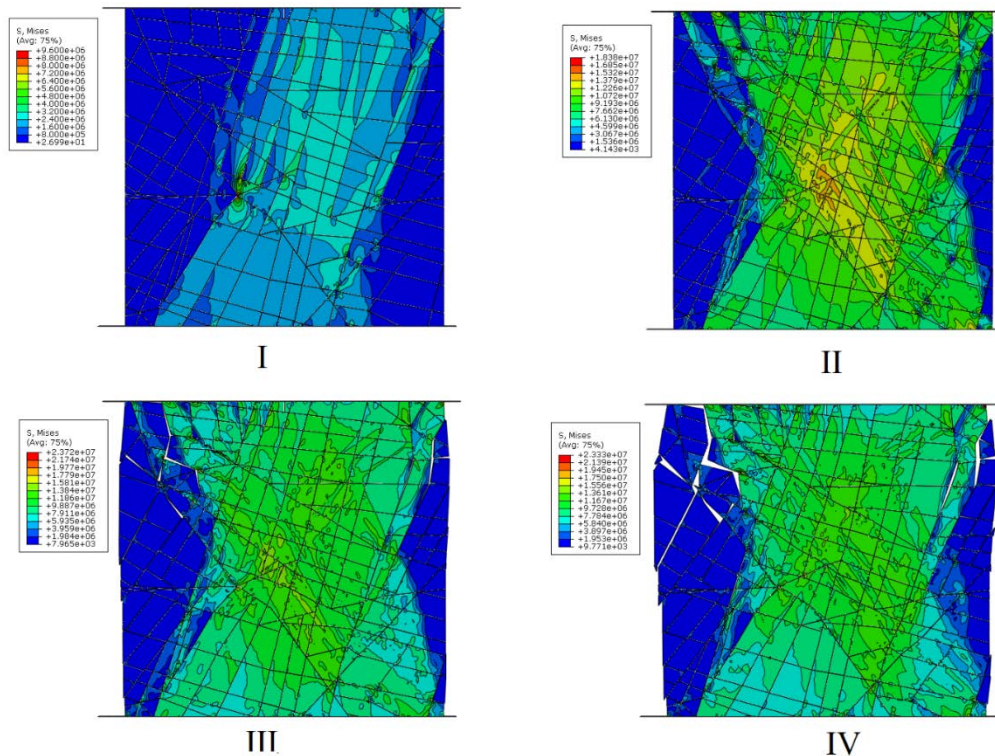 S, Mises
(Avg: 75%)
+9.600e+06
+8.800e+06
+8.000e+06
+7.200e+06
+6.400e+06
+5.600e+06
+4.800e+06
+4.000e+06
+3.200e+06
+2.400e+06
+1.600e+06
+8.000e+05
+2.699e+01
I
S, Mises
(Avg: 75%)
+1.838e+07
+1.685e+07
+1.532e+07
+1.379e+07
+1.226e+07
+1.072e+07
+9.193e+06
+7.662e+06
+6.130e+06
+4.599e+06
+3.067e+06
+1.536e+06
+4.143e+03
II
S, Mises
(Avg: 75%)
+2.372e+07
+2.174e+07
+1.977e+07
+1.779e+07
+1.581e+07
+1.384e+07
+1.186e+07
+9.887e+06
+7.911e+06
+5.935e+06
+3.959e+06
+1.984e+06
+7.965e+03
III
S, Mises
(Avg: 75%)
+2.333e+07
+2.139e+07
+1.945e+07
+1.750e+07
+1.556e+07
+1.361e+07
+1.167e+07
+9.728e+06
+7.784e+06
+5.840e+06
+3.897e+06
+1.953e+06
+9.771e+03
IV